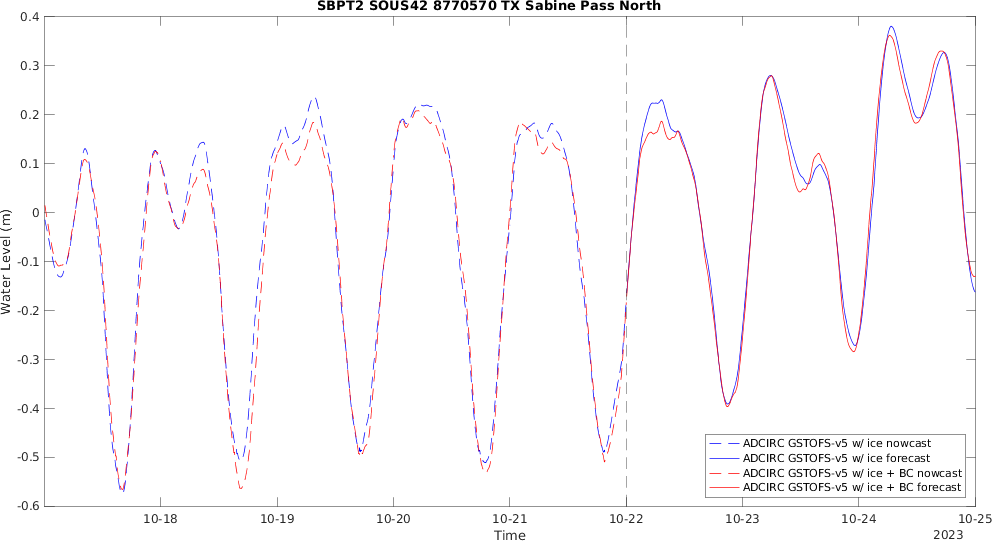 SBPT2 SOUS42 8770570 TX Sabine Pass North
0.4
0.3
0.2
0.1
0
-0.1
-0.2
-0.3
-0.4
-0.5
-0.6
Water Level (m)
10-18
10-19
10-20
10-21
10-22
10-23
10-24
10-25
Time
2023
ADCIRC GSTOFS-v5 w/ ice nowcast
ADCIRC GSTOFS-v5 w/ ice forecast
ADCIRC GSTOFS-v5 w/ ice + BC nowcast
ADCIRC GSTOFS-v5 w/ ice + BC forecast